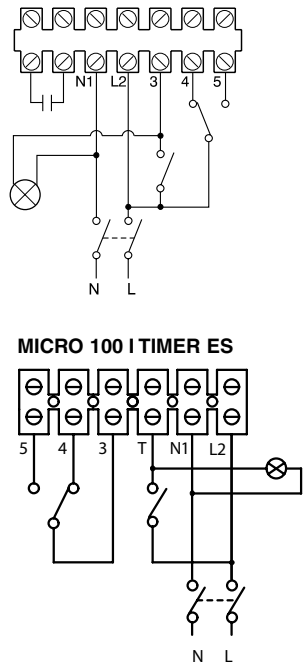 N1 L2 3 4 5
N L
MICRO 100 I TIMER ES
5 4 3 T N1 L2
N L